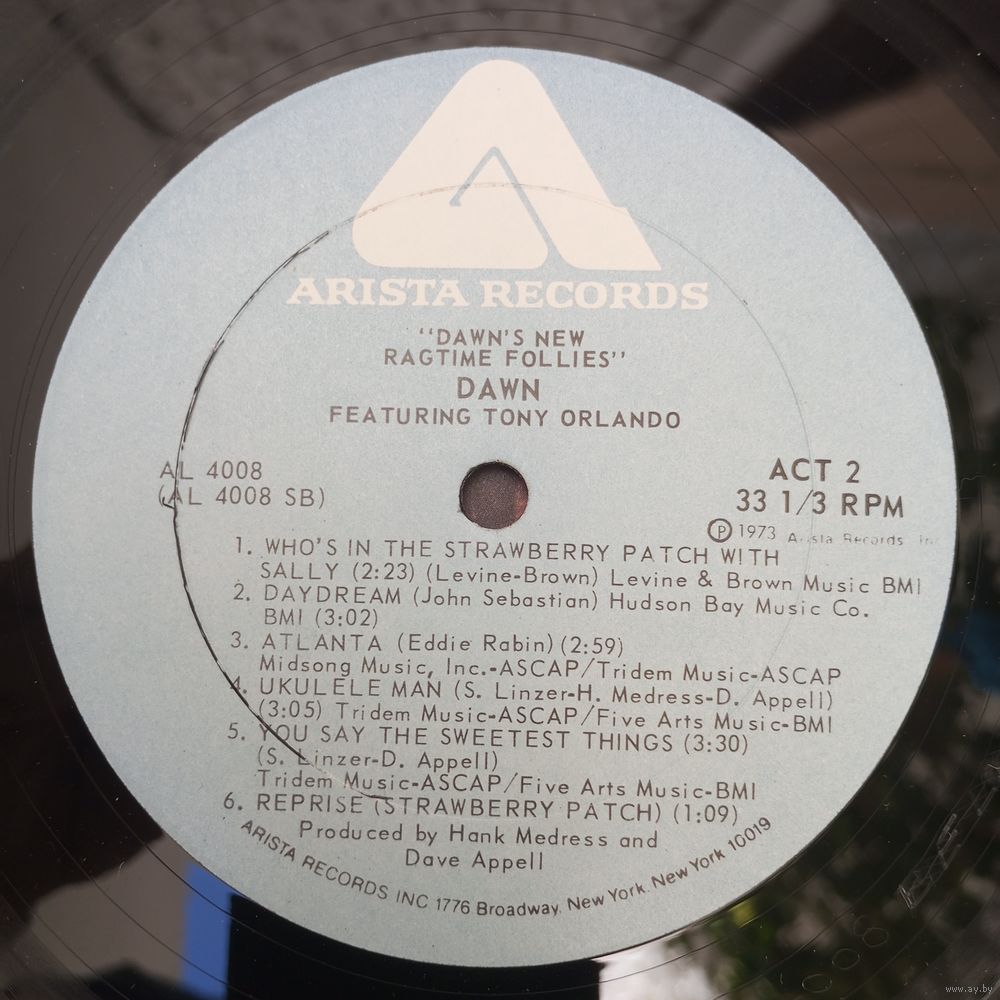 ARISTA RECORDS
"DAWN'S NEW
RAGTIME FOLLIES"
DAWN
FEATURING TONY ORLANDO
AL 4008
(AL 4008 SB)
ACT 2
33 1/3 RPM
Ⓟ 1973 Arista Records Inc
1. WHO'S IN THE STRAWBERRY PATCH WITH
SALLY (2:23) (Levine-Brown) Levine & Brown Music BMI
2. DAYDREAM (John Sebastian) Hudson Bay Music Co.
BMI (3:02)
3. ATLANTA (Eddie Rabin) (2:59)
Midsong Music, Inc.-ASCAP/Tridem Music-ASCAP
4. UKULELE MAN (S. Linzer-H. Medress-D. Appell)
(3:05) Tridem Music-ASCAP/Five Arts Music-BMI
5. YOU SAY THE SWEETEST THINGS (3:30)
(S. Linzer-D. Appell)
Tridem Music-ASCAP/Five Arts Music-BMI
6. REPRISE (STRAWBERRY PATCH) (1:09)
Produced by Hank Medress and
Dave Appell
ARISTA RECORDS INC 1776 Broadway, New York, New York 10019
www.ay.by